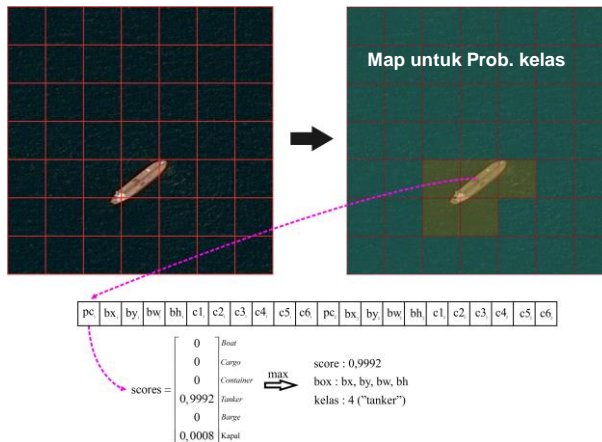 Map untuk Prob. kelas
pc bx by bw bh c1 c2 c3 c4 c5 c6 pc bx by bw bh c1 c2 c3 c4 c5 c6
0 Boat
0 Cargo
0 Container
scores = 0,9992 Tanker
0 Barge
0,0008 Kapal
max
score : 0,9992
box : bx, by, bw, bh
kelas : 4 ("tanker")